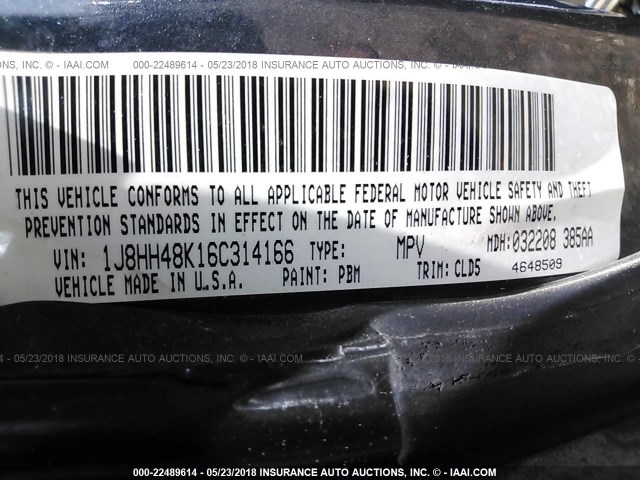 000-22489614 - 05/23/2018 INSURANCE AUTO AUCTIONS, INC. - © IAAI.COM
THIS VEHICLE CONFORMS TO ALL APPLICABLE FEDERAL MOTOR VEHICLE SAFETY AND THEFT
PREVENTION STANDARDS IN EFFECT ON THE DATE OF MANUFACTURE SHOWN ABOVE.
VIN: 1J8HH48K16C314166 TYPE: MPV MDH:032208 385AA
VEHICLE MADE IN U.S.A. PAINT: PBM TRIM: CLD5 4648509
000-22489614 - 05/23/2018 INSURANCE AUTO AUCTIONS, INC. - © IAAI.COM
000-22489614 - 05/23/2018 INSURANCE AUTO AUCTIONS, INC. - © IAAI.COM